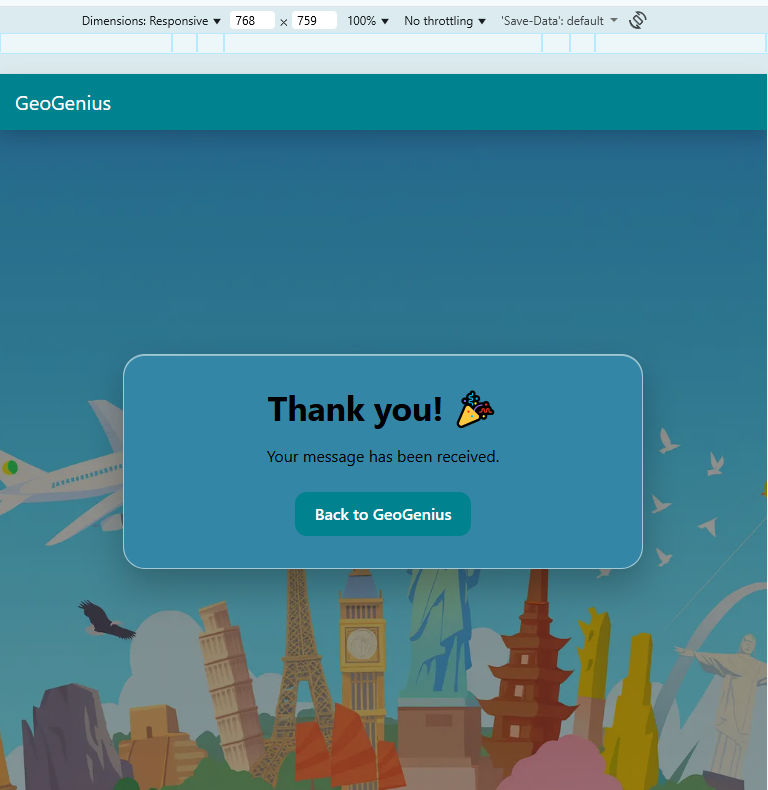 Dimensions: Responsive ▼ 768 × 759 100% ▼ No throttling ▼ 'Save-Data': default
GeoGenius
Thank you! 🎉
Your message has been received.
Back to GeoGenius